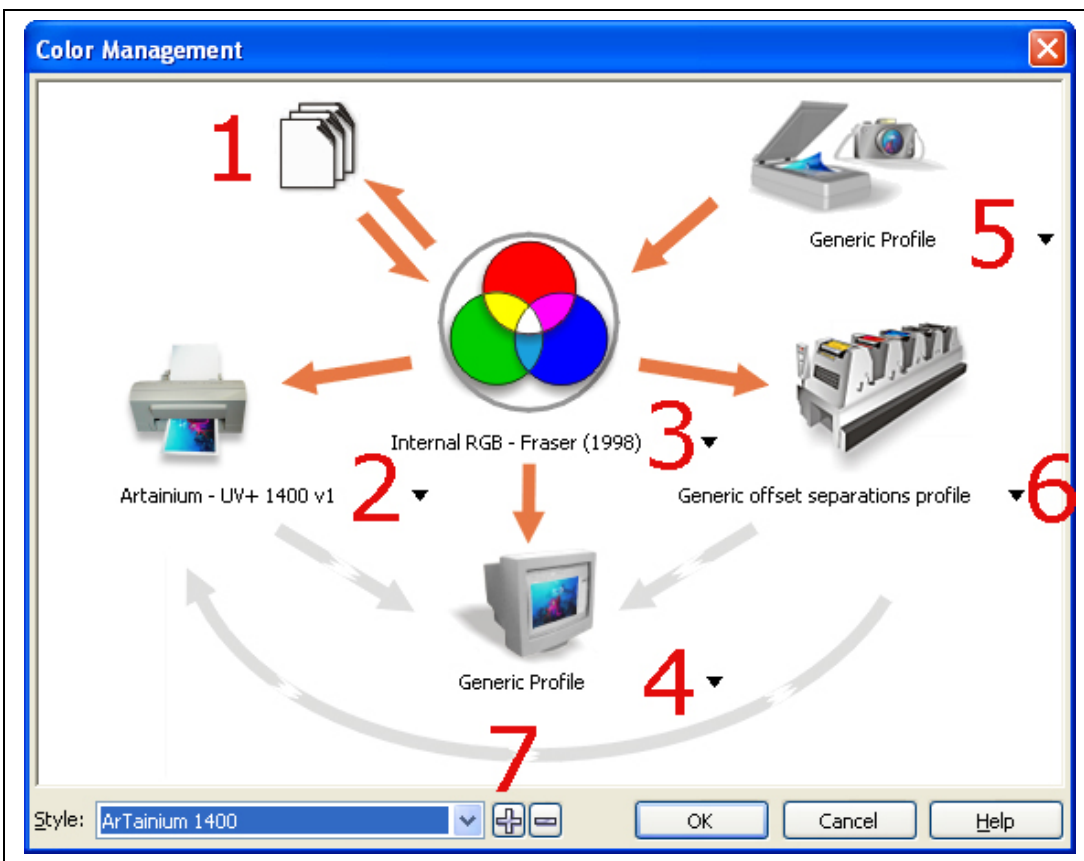 Color Management
1
Generic Profile
5
Internal RGB - Fraser (1998)
3
Artainium - UV+ 1400 v1
2
Generic offset separations profile
6
Generic Profile
4
7
Style:
ArTainium 1400
OK
Cancel
Help